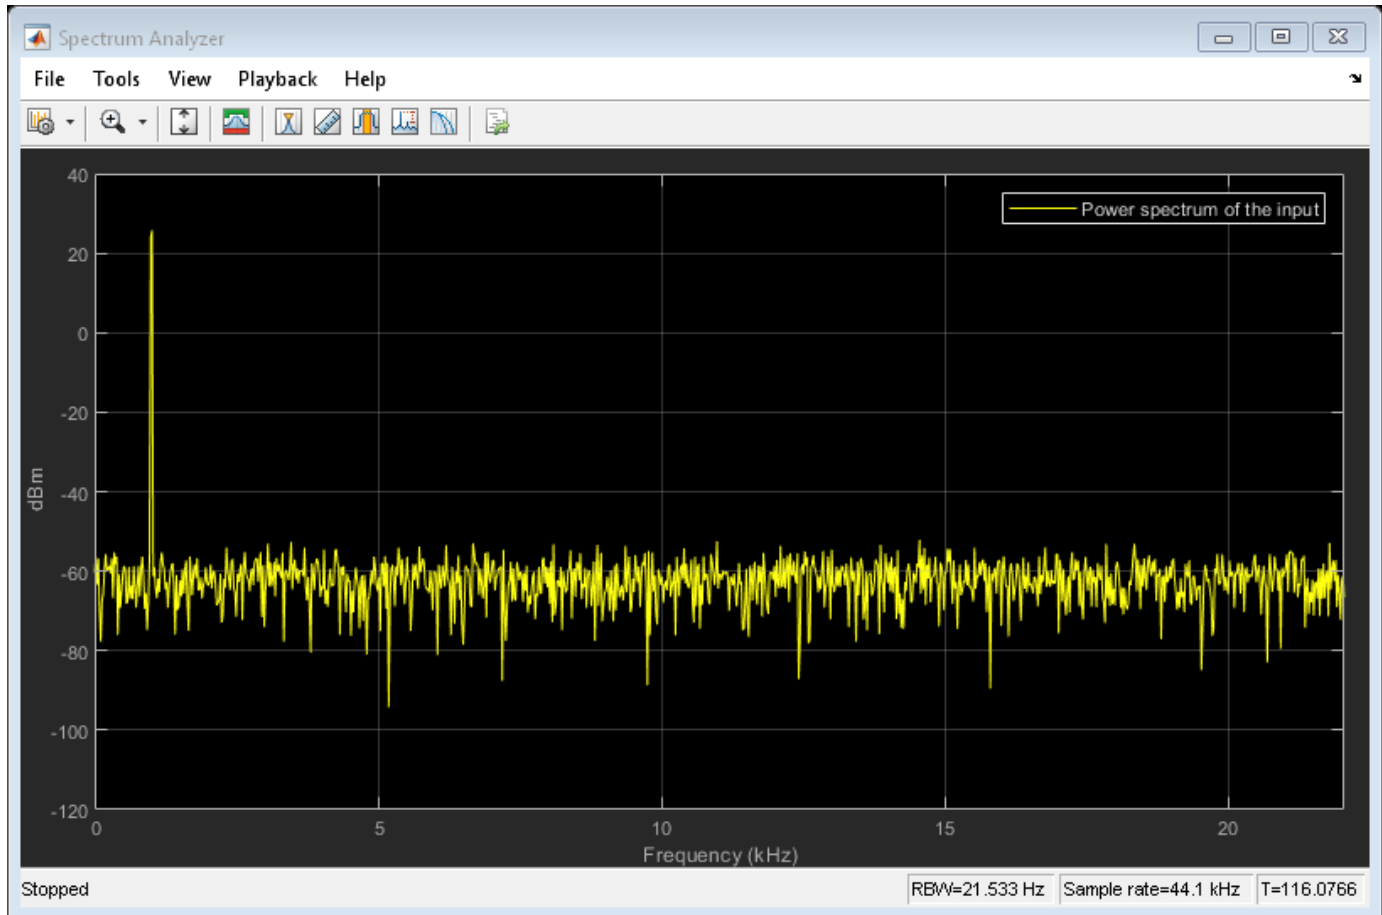 Spectrum Analyzer
File Tools View Playback Help
40
20
0
-20
-40
-60
-80
-100
-120
dBm
Power spectrum of the input
0 5 10 15 20
Frequency (kHz)
Stopped RBW=21.533 Hz Sample rate=44.1 kHz T=116.0766